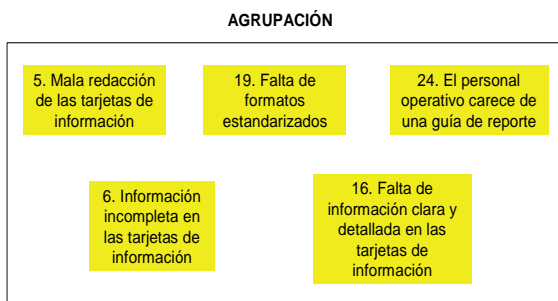 AGRUPACIÓN
5. Mala redacción
de las tarjetas de
información
19. Falta de
formatos
estandarizados
24. El personal
operativo carece de
una guía de reporte
6. Información
incompleta en
las tarjetas de
información
16. Falta de
información clara y
detallada en las
tarjetas de
información